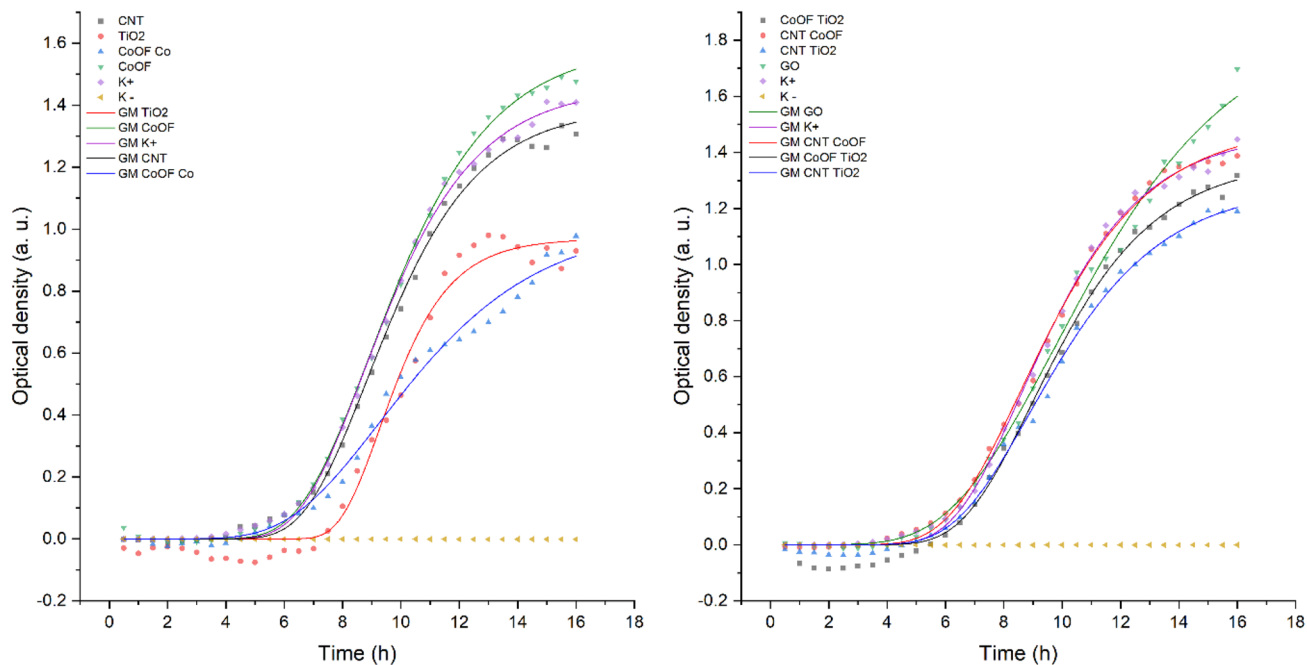 CNT
TiO2
CoOF Co
CoOF
K+
K -
GM TiO2
GM CoOF
GM K+
GM CNT
GM CoOF Co
1.6
1.4
1.2
1.0
0.8
0.6
0.4
0.2
0.0
-0.2
Optical density (a. u.)
0 2 4 6 8 10 12 14 16 18
Time (h)
CoOF TiO2
CNT CoOF
CNT TiO2
GO
K+
K -
GM GO
GM K+
GM CNT CoOF
GM CoOF TiO2
GM CNT TiO2
1.8
1.6
1.4
1.2
1.0
0.8
0.6
0.4
0.2
0.0
-0.2
Optical density (a. u.)
0 2 4 6 8 10 12 14 16 18
Time (h)